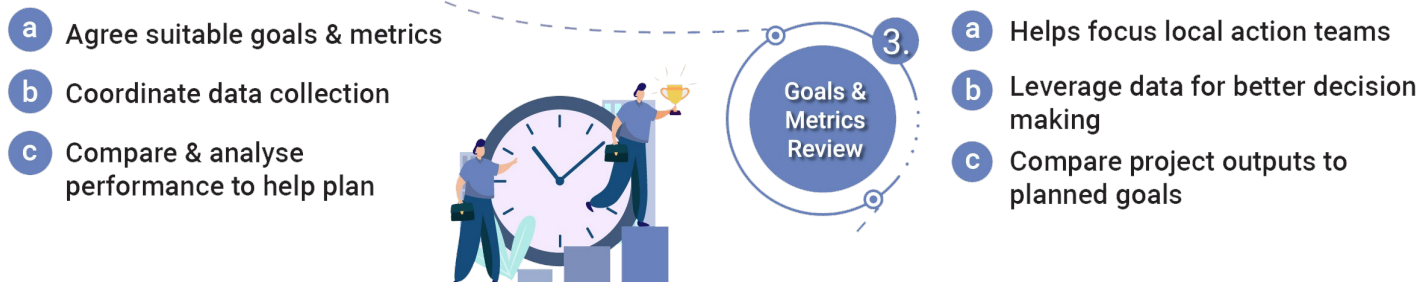 a Agree suitable goals & metrics
b Coordinate data collection
c Compare & analyse
performance to help plan
3.
Goals &
Metrics
Review
a Helps focus local action teams
b Leverage data for better decision
making
c Compare project outputs to
planned goals